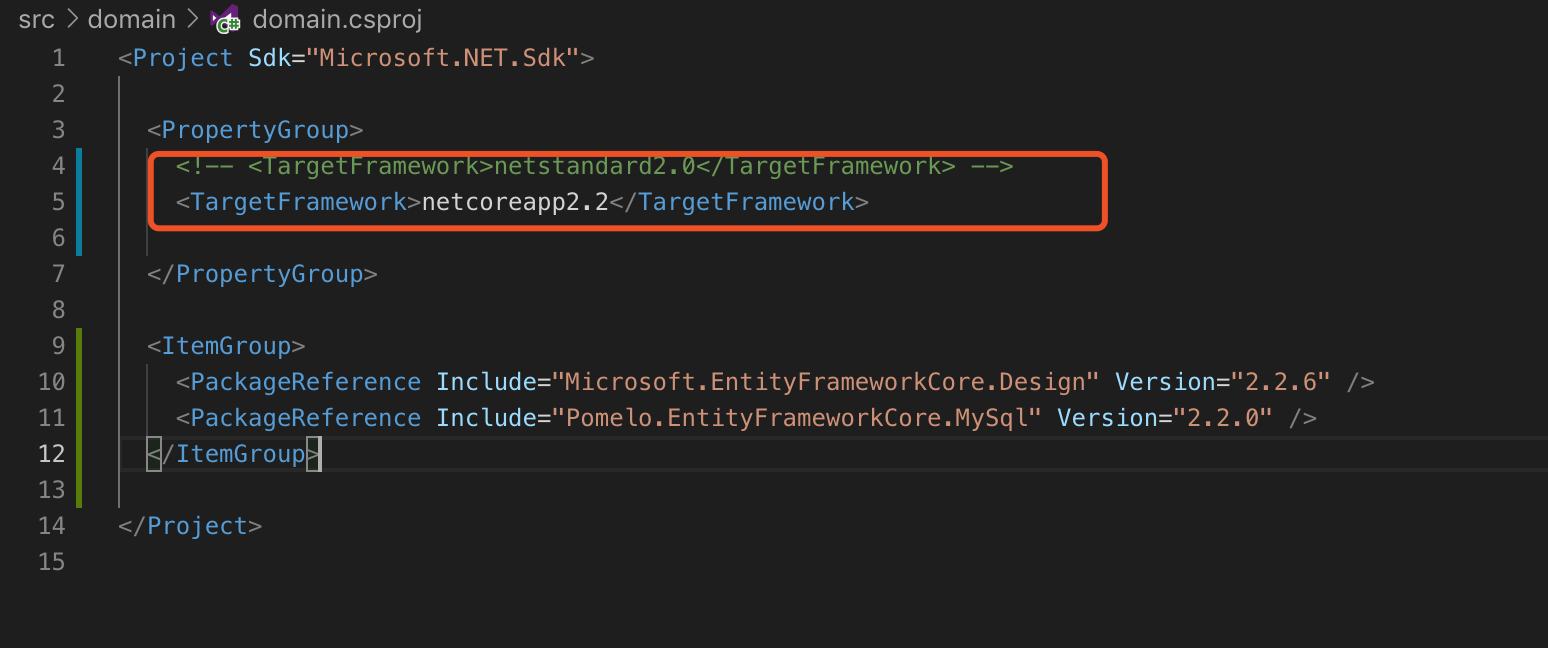 src > domain > domain.csproj
1 <Project Sdk="Microsoft.NET.Sdk">
2
3 <PropertyGroup>
4 <!-- <TargetFramework>netstandard2.0</TargetFramework> -->
5 <TargetFramework>netcoreapp2.2</TargetFramework>
6
7 </PropertyGroup>
8
9 <ItemGroup>
10 <PackageReference Include="Microsoft.EntityFrameworkCore.Design" Version="2.2.6" />
11 <PackageReference Include="Pomelo.EntityFrameworkCore.MySql" Version="2.2.0" />
12 </ItemGroup>
13
14 </Project>
15